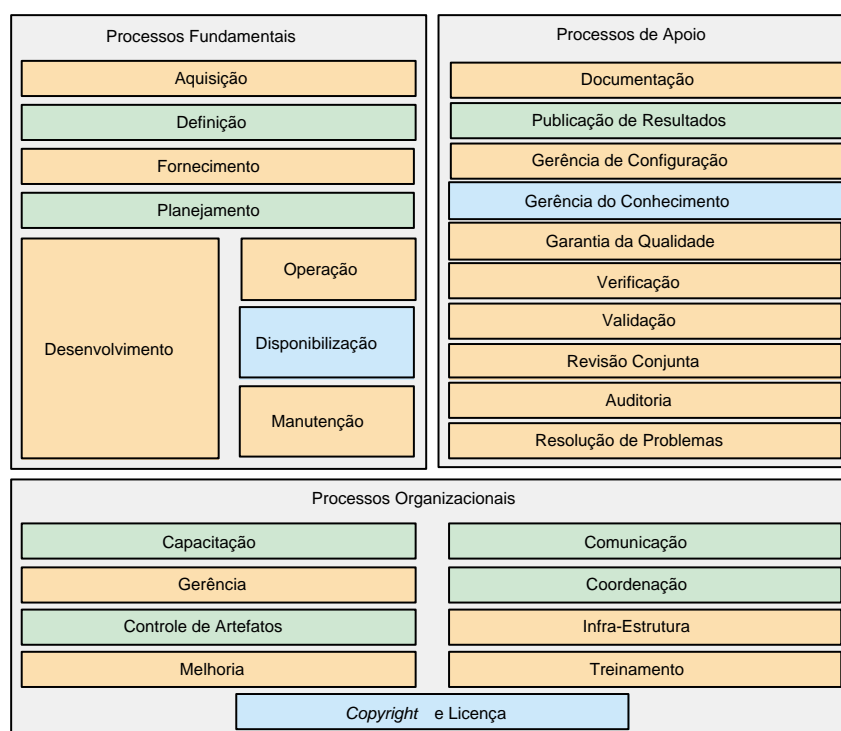 Processos Fundamentais
Aquisição
Definição
Fornecimento
Planejamento
Desenvolvimento
Operação
Disponibilização
Manutenção
Processos de Apoio
Documentação
Publicação de Resultados
Gerência de Configuração
Gerência do Conhecimento
Garantia da Qualidade
Verificação
Validação
Revisão Conjunta
Auditoria
Resolução de Problemas
Processos Organizacionais
Capacitação
Comunicação
Gerência
Coordenação
Controle de Artefatos
Infra-Estrutura
Melhoria
Treinamento
Copyright e Licença